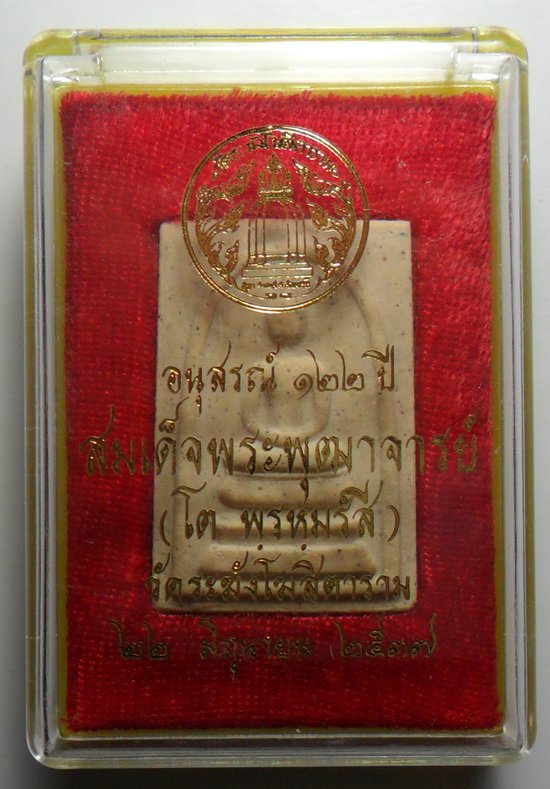 อนุสรณ์ ๑๒๒ ปี
สมเด็จพระพุฒาจารย์
(โต พฺรหฺมรํสี)
วัดระฆังโฆสิตาราม
๒๒ มิถุนายน ๒๕๓๗